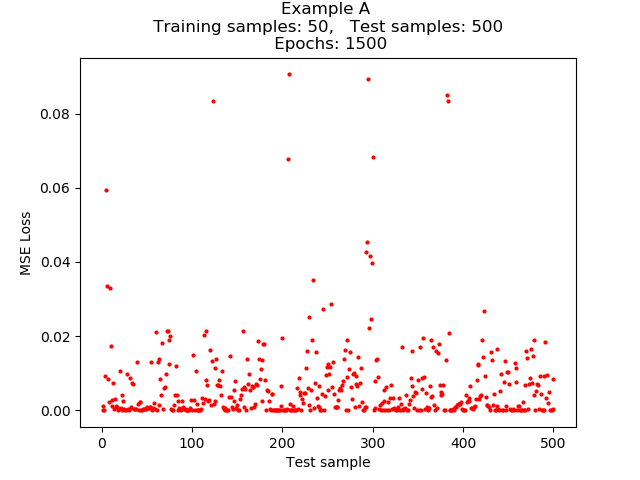 Example A
Training samples: 50,   Test samples: 500
Epochs: 1500
0.08
0.06
0.04
0.02
0.00
MSE Loss
0 100 200 300 400 500
Test sample